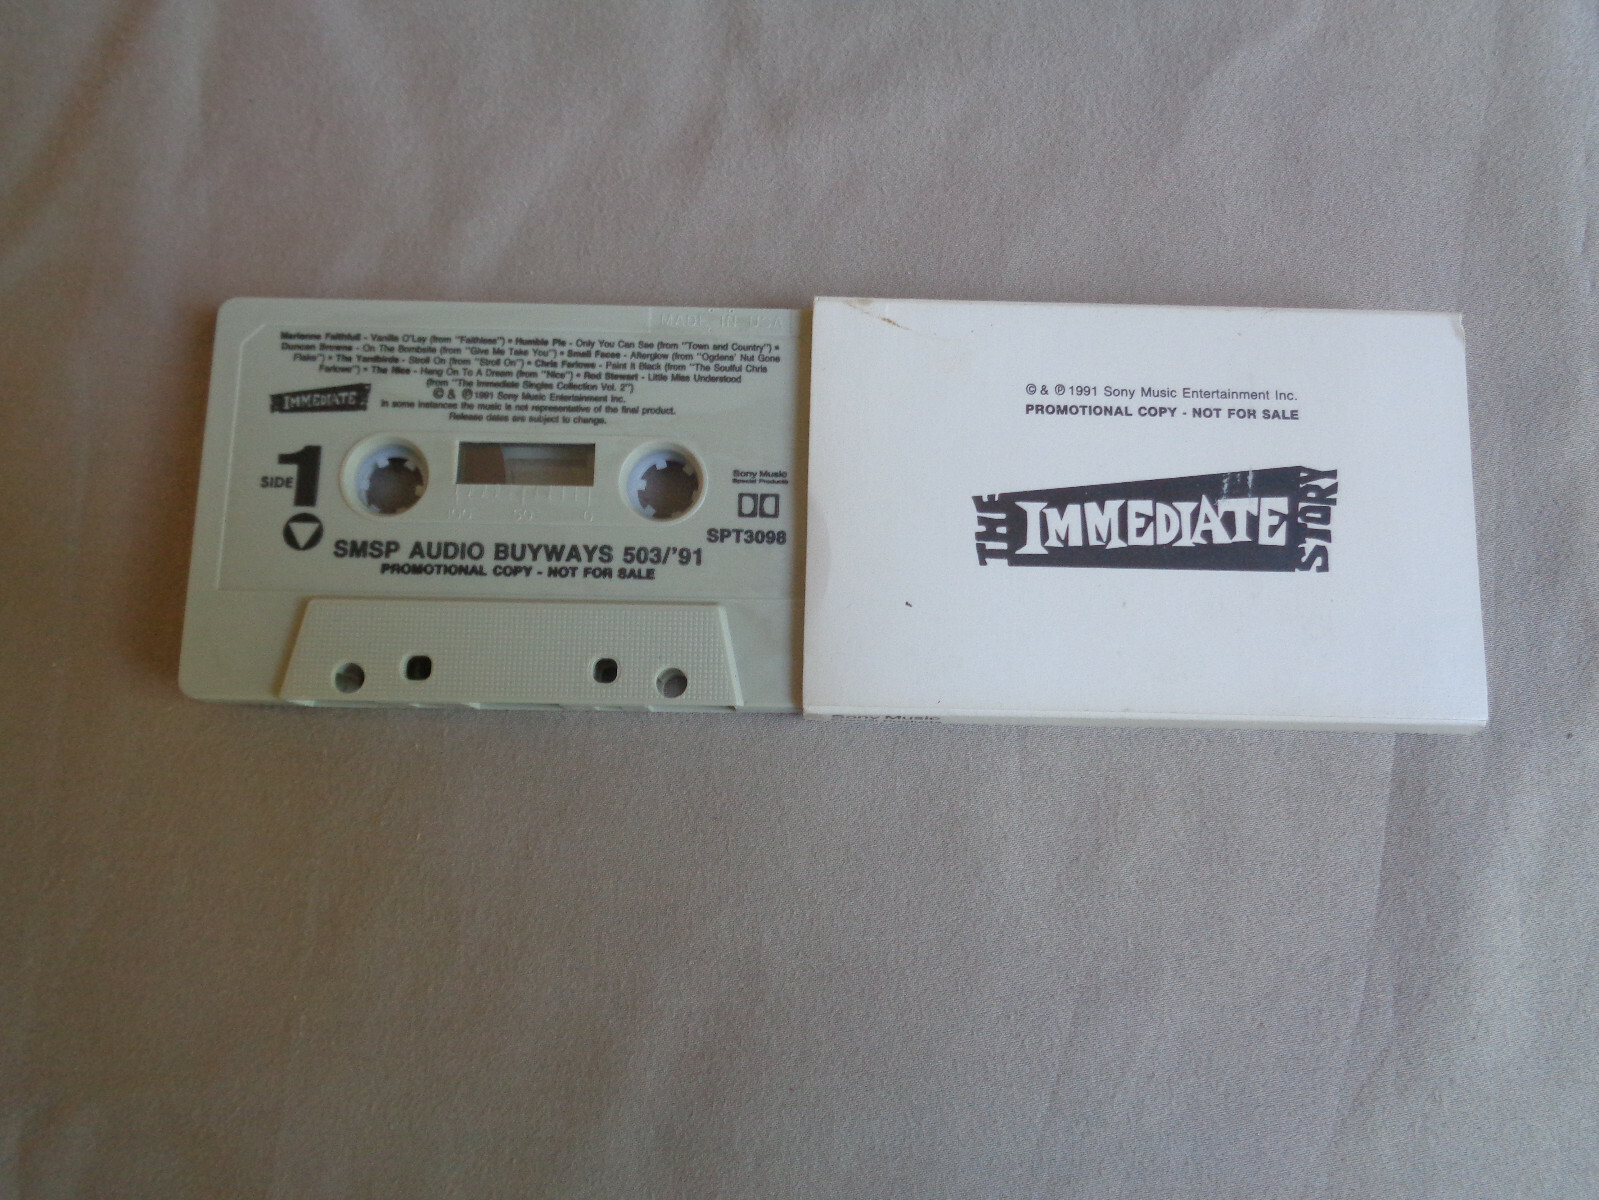 MADE IN USA
Marianne Faithfull - Vanilla O'Lay (from "Faithless") • Humble Pie - Only You Can See (from "Town and Country") •
Duncan Browne - On The Bombsite (from "Give Me Take You") • Small Faces - Afterglow (from "Ogdens' Nut Gone
Flake") • The Yardbirds - Stroll On (from "Stroll On") • Chris Farlowe - Paint It Black (from "The Soulful Chris
Farlowe") • The Nice - Hang On To A Dream (from "Nice") • Rod Stewart - Little Miss Understood
(from "The Immediate Singles Collection Vol. 2")
© & ℗ 1991 Sony Music Entertainment Inc.
IMMEDIATE
In some instances the music is not representative of the final product.
Release dates are subject to change.
SIDE 1
100 50 0
Sony Music
Special Products
SPT3098
SMSP AUDIO BUYWAYS 503/'91
PROMOTIONAL COPY - NOT FOR SALE
© & ℗ 1991 Sony Music Entertainment Inc.
PROMOTIONAL COPY - NOT FOR SALE
THE IMMEDIATE STORY
Sony Music